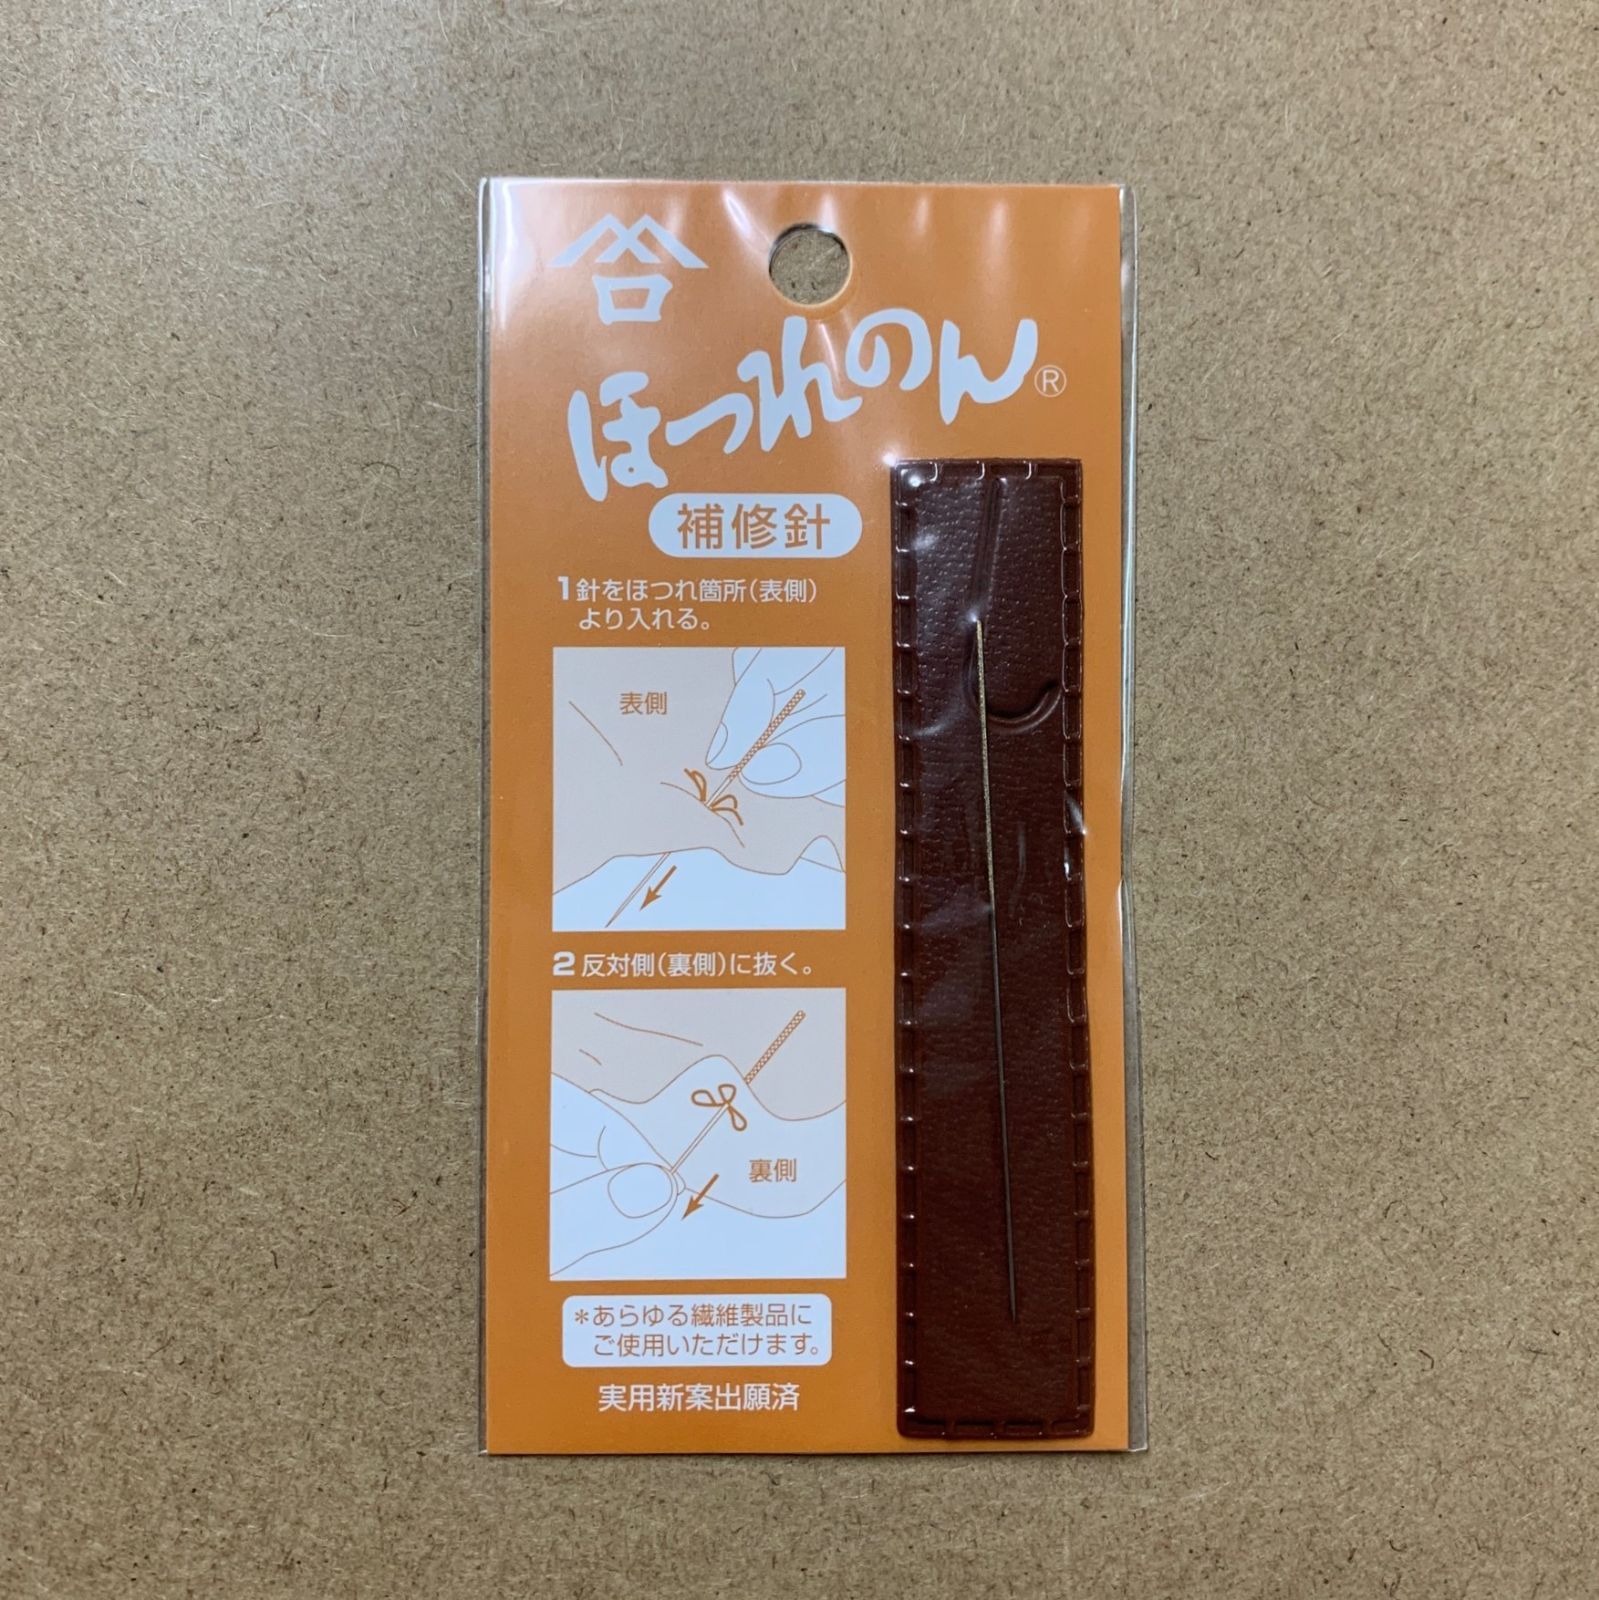 ほつれのん®
補修針
1 針をほつれ箇所(表側)
より入れる。
表側
2 反対側(裏側)に抜く。
裏側
*あらゆる繊維製品に
ご使用いただけます。
実用新案出願済